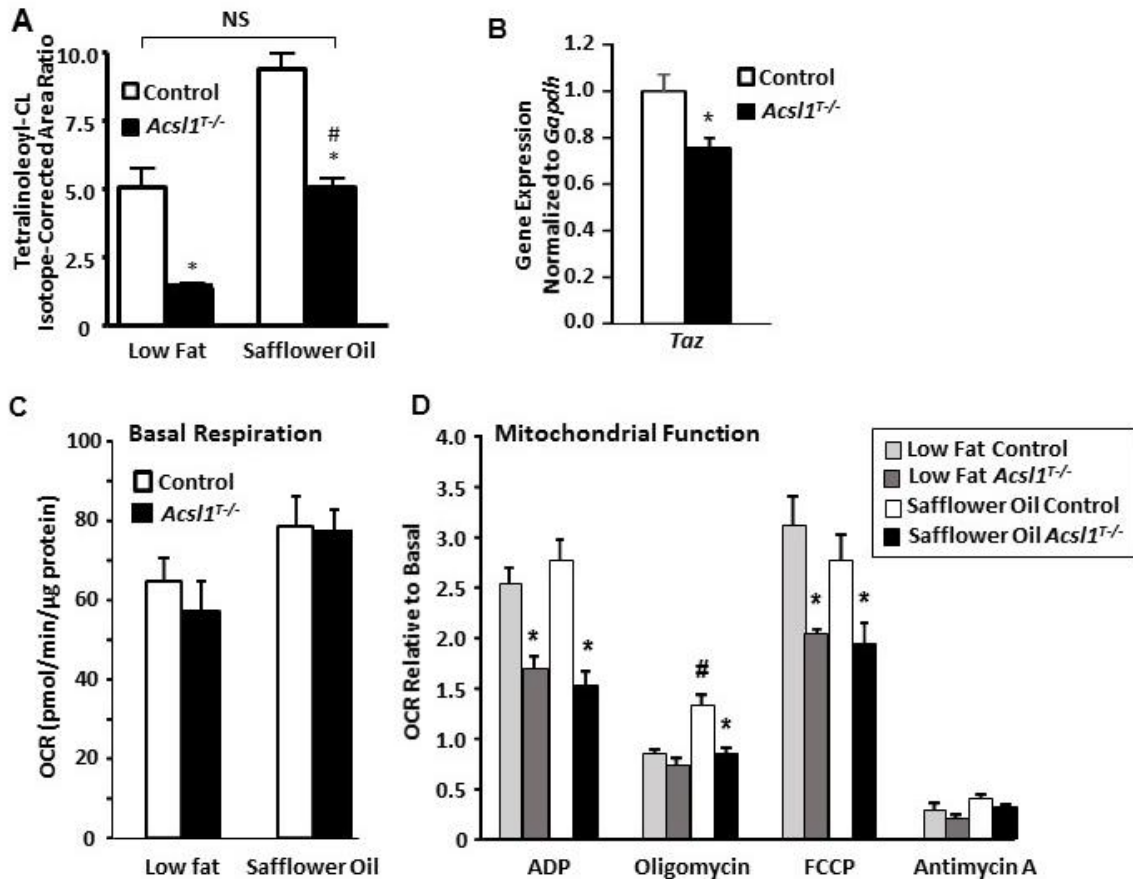 A
NS
Tetralinoleoyl-CL
Isotope-Corrected Area Ratio
10.0
7.5
5.0
2.5
0
Control
Acsl1T-/-
*
#
*
Low Fat
Safflower Oil
B
Gene Expression
Normalized to Gapdh
1.2
1.0
0.8
0.6
0.4
0.2
0.0
Control
Acsl1T-/-
*
Taz
C
Basal Respiration
OCR (pmol/min/µg protein)
100
80
60
40
20
0
Control
Acsl1T-/-
Low fat
Safflower Oil
D
Mitochondrial Function
OCR Relative to Basal
4.0
3.5
3.0
2.5
2.0
1.5
1.0
0.5
0
Low Fat Control
Low Fat Acsl1T-/-
Safflower Oil Control
Safflower Oil Acsl1T-/-
*
*
#
*
*
*
ADP
Oligomycin
FCCP
Antimycin A